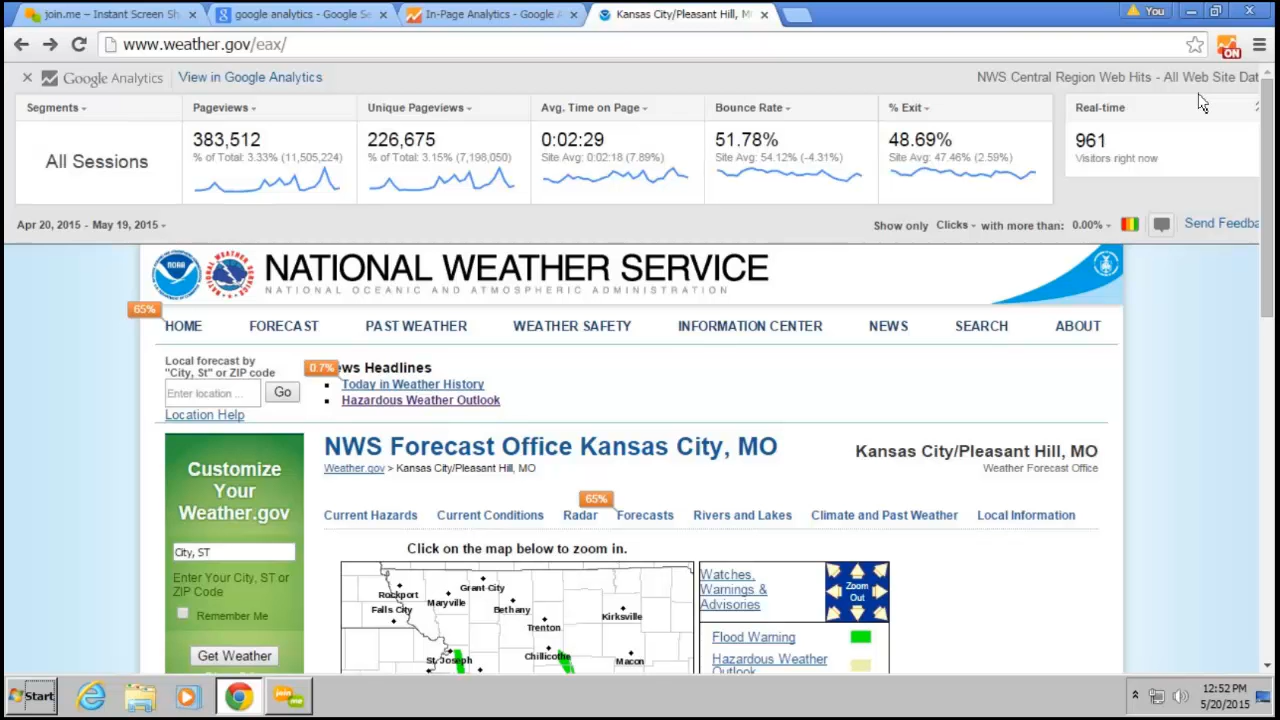 join.me – Instant Screen Sh
google analytics - Google Se
In-Page Analytics - Google A
Kansas City/Pleasant Hill, M
You
www.weather.gov/eax/
ON
Google Analytics View in Google Analytics
NWS Central Region Web Hits - All Web Site Dat
Segments Pageviews Unique Pageviews Avg. Time on Page Bounce Rate % Exit Real-time
All Sessions
383,512 226,675 0:02:29 51.78% 48.69% 961
% of Total: 3.33% (11,505,224) % of Total: 3.15% (7,198,050) Site Avg: 0:02:18 (7.89%) Site Avg: 54.12% (-4.31%) Site Avg: 47.46% (2.59%) Visitors right now
Apr 20, 2015 - May 19, 2015
Show only Clicks with more than: 0.00% Send Feedba
NOAA
NATIONAL WEATHER SERVICE
NATIONAL OCEANIC AND ATMOSPHERIC ADMINISTRATION
65%
HOME FORECAST PAST WEATHER WEATHER SAFETY INFORMATION CENTER NEWS SEARCH ABOUT
Local forecast by
"City, St" or ZIP code
Enter location ... Go
Location Help
0.7% ws Headlines
Today in Weather History
Hazardous Weather Outlook
Customize
Your
Weather.gov
City, ST
Enter Your City, ST or
ZIP Code
Remember Me
Get Weather
NWS Forecast Office Kansas City, MO
Weather.gov > Kansas City/Pleasant Hill, MO
Kansas City/Pleasant Hill, MO
Weather Forecast Office
65%
Current Hazards Current Conditions Radar Forecasts Rivers and Lakes Climate and Past Weather Local Information
Click on the map below to zoom in.
Rockport
Grant City
Falls City
Maryville
Bethany
Kirksville
Trenton
St. Joseph
Chillicothe
Macon
Watches,
Warnings &
Advisories
Zoom
Out
Flood Warning
Hazardous Weather
Outlook
Start
join.me
12:52 PM
5/20/2015